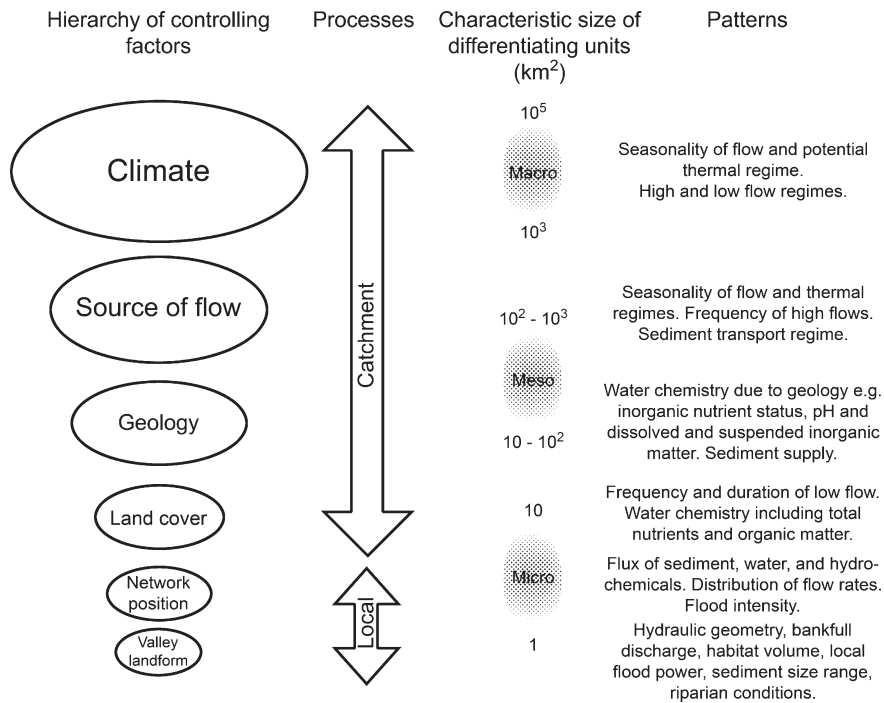 Hierarchy of controlling
factors
Processes
Characteristic size of
differentiating units
(km²)
Patterns
Climate
Source of flow
Geology
Land cover
Network
position
Valley
landform
Catchment
Local
10⁵
Macro
10³
10² - 10³
Meso
10 - 10²
10
Micro
1
Seasonality of flow and potential
thermal regime.
High and low flow regimes.
Seasonality of flow and thermal
regimes. Frequency of high flows.
Sediment transport regime.
Water chemistry due to geology e.g.
inorganic nutrient status, pH and
dissolved and suspended inorganic
matter. Sediment supply.
Frequency and duration of low flow.
Water chemistry including total
nutrients and organic matter.
Flux of sediment, water, and hydro-
chemicals. Distribution of flow rates.
Flood intensity.
Hydraulic geometry, bankfull
discharge, habitat volume, local
flood power, sediment size range,
riparian conditions.